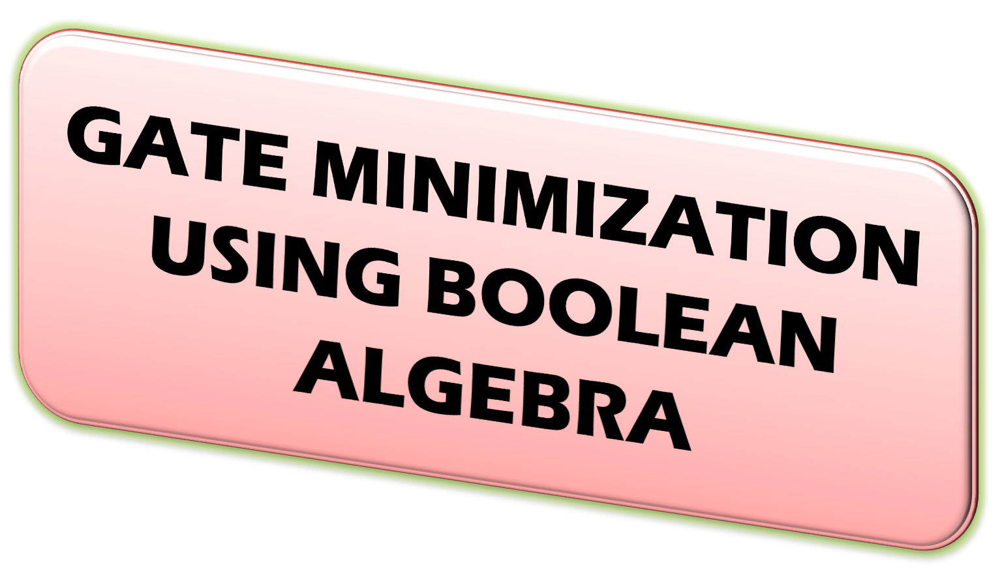 GATE MINIMIZATION
USING BOOLEAN
ALGEBRA